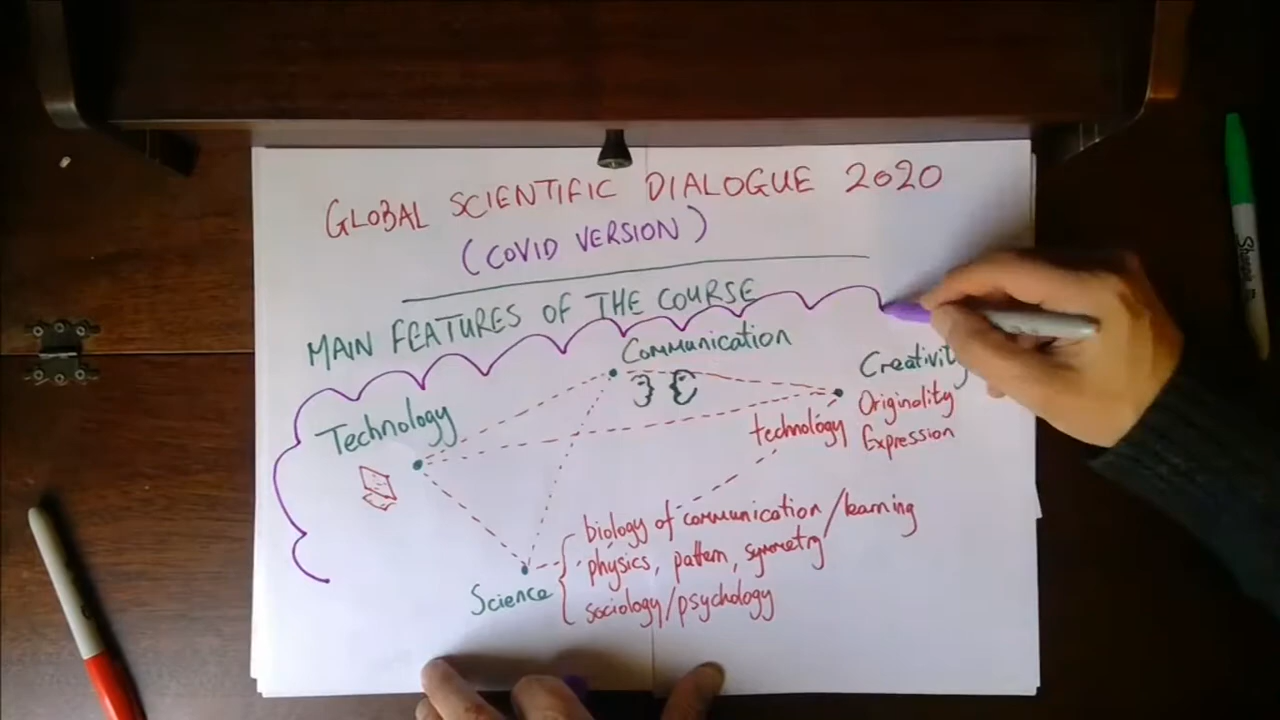 GLOBAL SCIENTIFIC DIALOGUE 2020
(COVID VERSION)
MAIN FEATURES OF THE COURSE
Communication
Creativity
Originality
Expression
Technology
technology
biology of communication/learning
physics, pattern, symmetry
sociology/psychology
Science
Sharpie